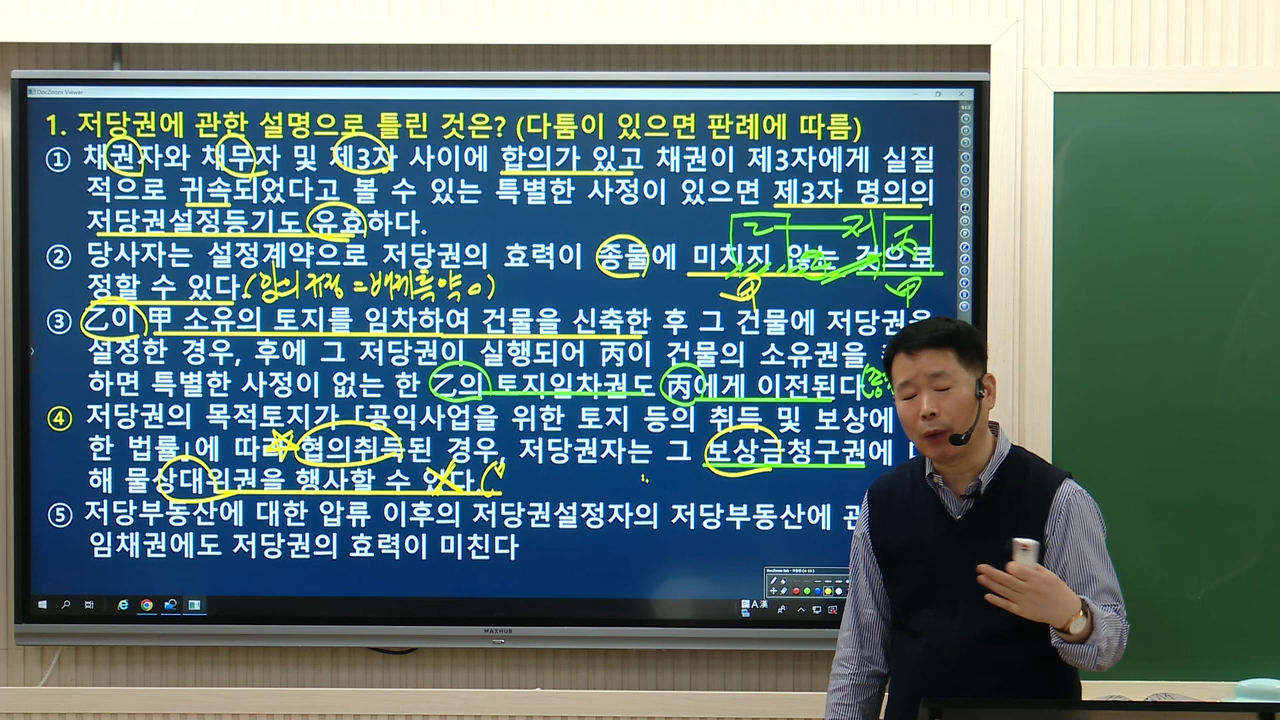 DocZoom Viewer
1. 저당권에 관한 설명으로 틀린 것은? (다툼이 있으면 판례에 따름)
① 채권자와 채무자 및 제3자 사이에 합의가 있고 채권이 제3자에게 실질
적으로 귀속되었다고 볼 수 있는 특별한 사정이 있으면 제3자 명의의
저당권설정등기도 유효하다.
② 당사자는 설정계약으로 저당권의 효력이 종물에 미치지 않는 것으로
정할 수 있다.(임의규정=배제특약 o)
③ 乙이 甲 소유의 토지를 임차하여 건물을 신축한 후 그 건물에 저당권을
설정한 경우, 후에 그 저당권이 실행되어 丙이 건물의 소유권을
하면 특별한 사정이 없는 한 乙의 토지임차권도 丙에게 이전된다
④ 저당권의 목적토지가 「공익사업을 위한 토지 등의 취득 및 보상에
한 법률」에 따라 협의취득된 경우, 저당권자는 그 보상금청구권에
해 물상대위권을 행사할 수 있다.
⑤ 저당부동산에 대한 압류 이후의 저당권설정자의 저당부동산에
임채권에도 저당권의 효력이 미친다
乙 저 丙
甲 甲
A 漢
MAXHUB